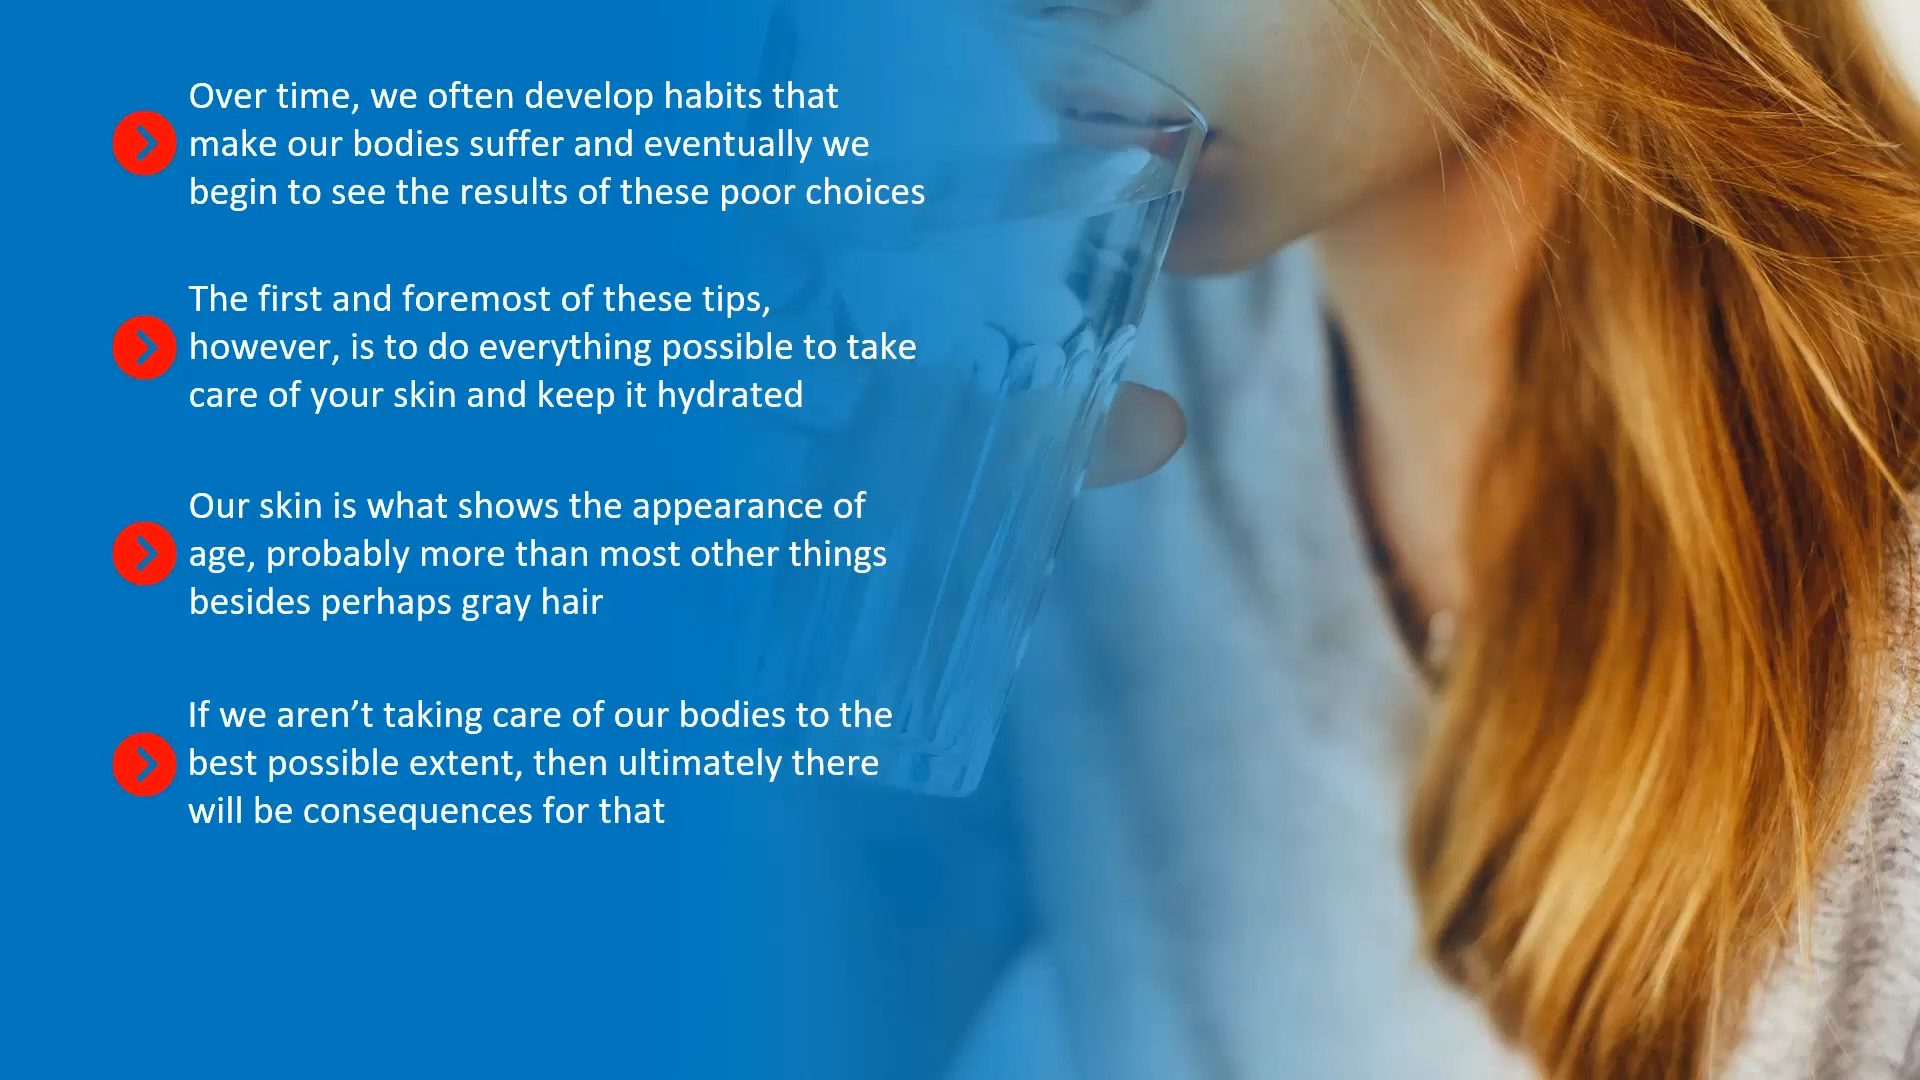 Over time, we often develop habits that
make our bodies suffer and eventually we
begin to see the results of these poor choices
The first and foremost of these tips,
however, is to do everything possible to take
care of your skin and keep it hydrated
Our skin is what shows the appearance of
age, probably more than most other things
besides perhaps gray hair
If we aren’t taking care of our bodies to the
best possible extent, then ultimately there
will be consequences for that